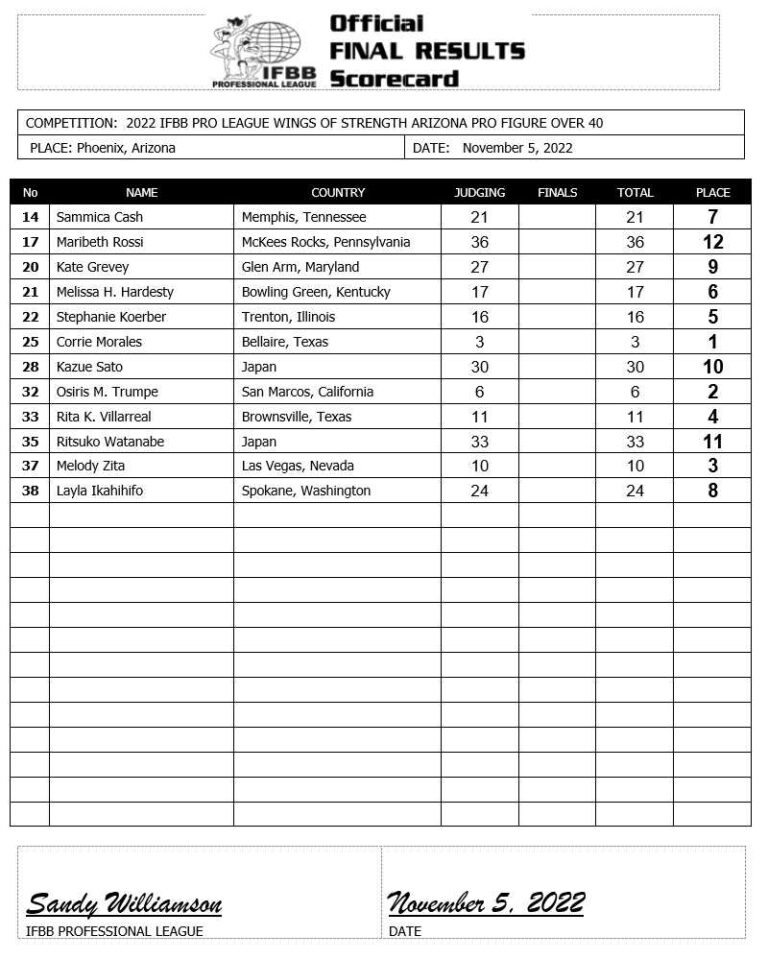 Official
FINAL RESULTS
Scorecard
IFBB
PROFESSIONAL LEAGUE
COMPETITION: 2022 IFBB PRO LEAGUE WINGS OF STRENGTH ARIZONA PRO FIGURE OVER 40
PLACE: Phoenix, Arizona DATE: November 5, 2022
No NAME COUNTRY JUDGING FINALS TOTAL PLACE
14 Sammica Cash Memphis, Tennessee 21 21 7
17 Maribeth Rossi McKees Rocks, Pennsylvania 36 36 12
20 Kate Grevey Glen Arm, Maryland 27 27 9
21 Melissa H. Hardesty Bowling Green, Kentucky 17 17 6
22 Stephanie Koerber Trenton, Illinois 16 16 5
25 Corrie Morales Bellaire, Texas 3 3 1
28 Kazue Sato Japan 30 30 10
32 Osiris M. Trumpe San Marcos, California 6 6 2
33 Rita K. Villarreal Brownsville, Texas 11 11 4
35 Ritsuko Watanabe Japan 33 33 11
37 Melody Zita Las Vegas, Nevada 10 10 3
38 Layla Ikahihifo Spokane, Washington 24 24 8
Sandy Williamson November 5, 2022
IFBB PROFESSIONAL LEAGUE DATE